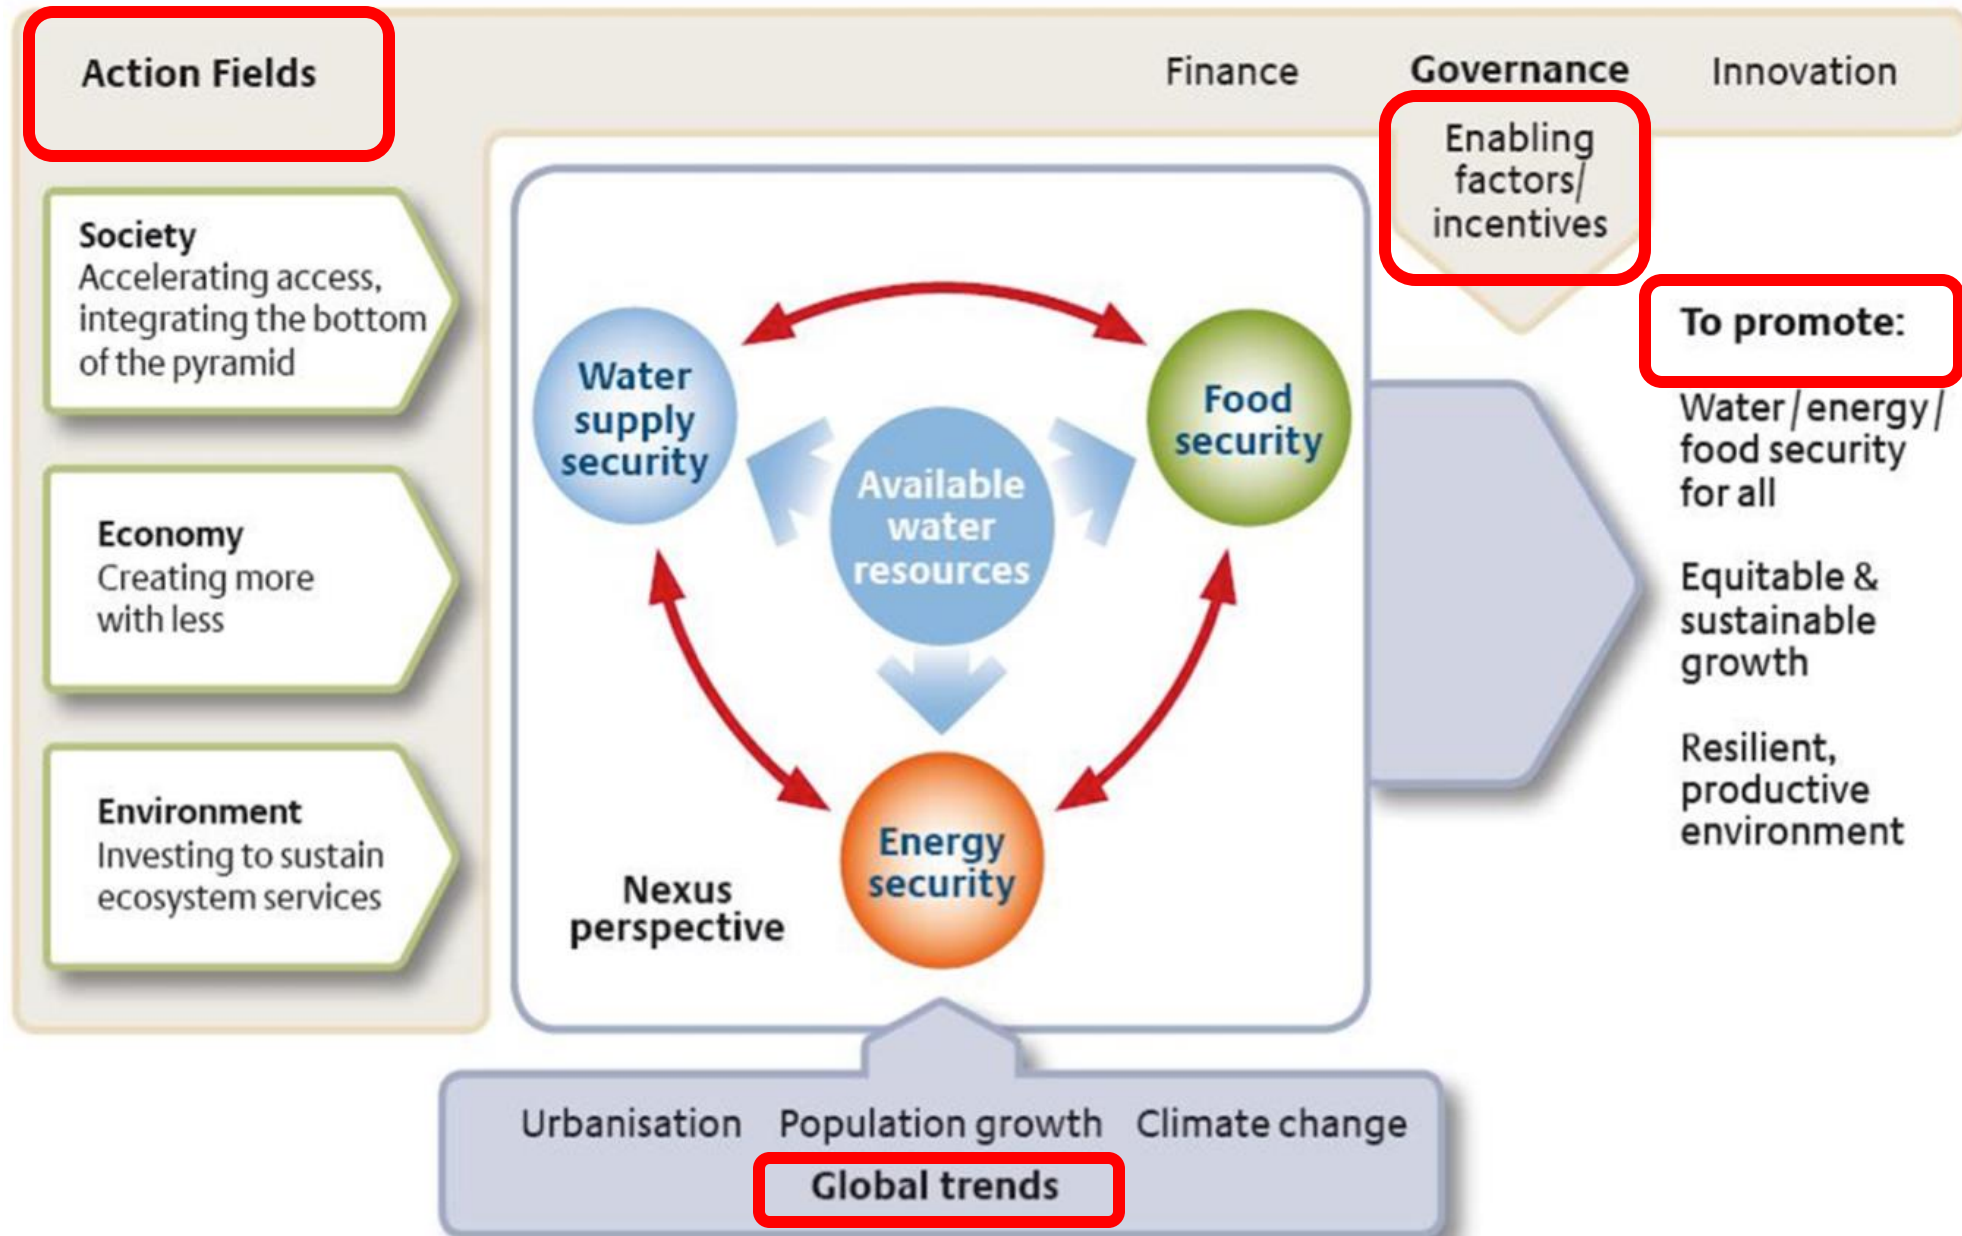 Action Fields
Finance
Governance
Innovation
Enabling
factors/
incentives
Society
Accelerating access,
integrating the bottom
of the pyramid
Economy
Creating more
with less
Environment
Investing to sustain
ecosystem services
Water
supply
security
Available
water
resources
Food
security
Energy
security
Nexus
perspective
To promote:
Water/energy/
food security
for all
Equitable &
sustainable
growth
Resilient,
productive
environment
Urbanisation
Population growth
Climate change
Global trends